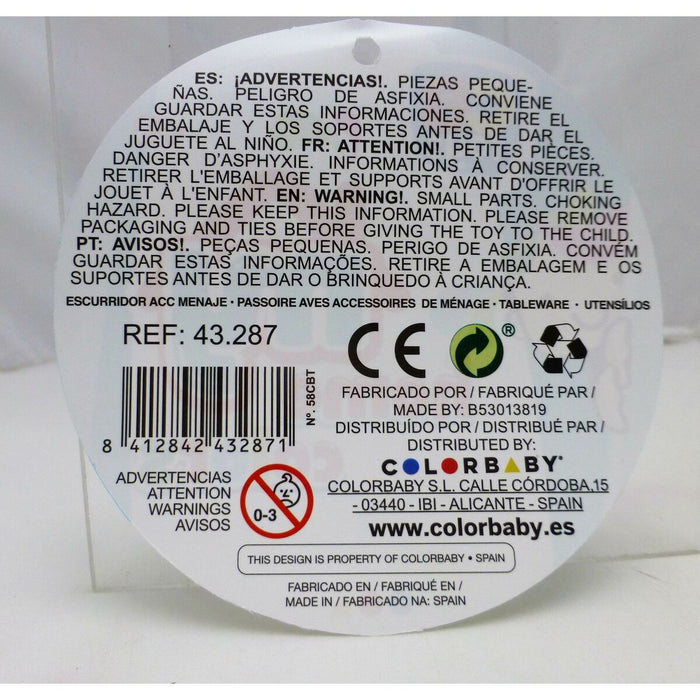 ES: ¡ADVERTENCIAS!. PIEZAS PEQUE-
ÑAS. PELIGRO DE ASFIXIA. CONVIENE
GUARDAR ESTAS INFORMACIONES. RETIRE EL
EMBALAJE Y LOS SOPORTES ANTES DE DAR EL
JUGUETE AL NIÑO. FR: ATTENTION!. PETITES PIÈCES.
DANGER D'ASPHYXIE. INFORMATIONS À CONSERVER.
RETIRER L'EMBALLAGE ET SUPPORTS AVANT D'OFFRIR LE
JOUET À L'ENFANT. EN: WARNING!. SMALL PARTS. CHOKING
HAZARD. PLEASE KEEP THIS INFORMATION. PLEASE REMOVE
PACKAGING AND TIES BEFORE GIVING THE TOY TO THE CHILD.
PT: AVISOS!. PEÇAS PEQUENAS. PERIGO DE ASFIXIA. CONVÉM
GUARDAR ESTAS INFORMAÇÕES. RETIRE A EMBALAGEM E OS
SUPORTES ANTES DE DAR O BRINQUEDO À CRIANÇA.
ESCURRIDOR ACC MENAJE · PASSOIRE AVES ACCESSOIRES DE MÉNAGE · TABLEWARE · UTENSÍLIOS
REF: 43.287
CE ®
Nº. 58CBT
8 412842 432871
FABRICADO POR / FABRIQUÉ PAR /
MADE BY: B53013819
DISTRIBUÍDO POR / DISTRIBUÉ PAR /
DISTRIBUTED BY:
COLORBABY®
COLORBABY S.L. CALLE CÓRDOBA,15
- 03440 - IBI - ALICANTE - SPAIN
www.colorbaby.es
ADVERTENCIAS
ATTENTION
WARNINGS
AVISOS
0-3
THIS DESIGN IS PROPERTY OF COLORBABY • SPAIN
FABRICADO EN / FABRIQUÉ EN /
MADE IN / FABRICADO NA: SPAIN